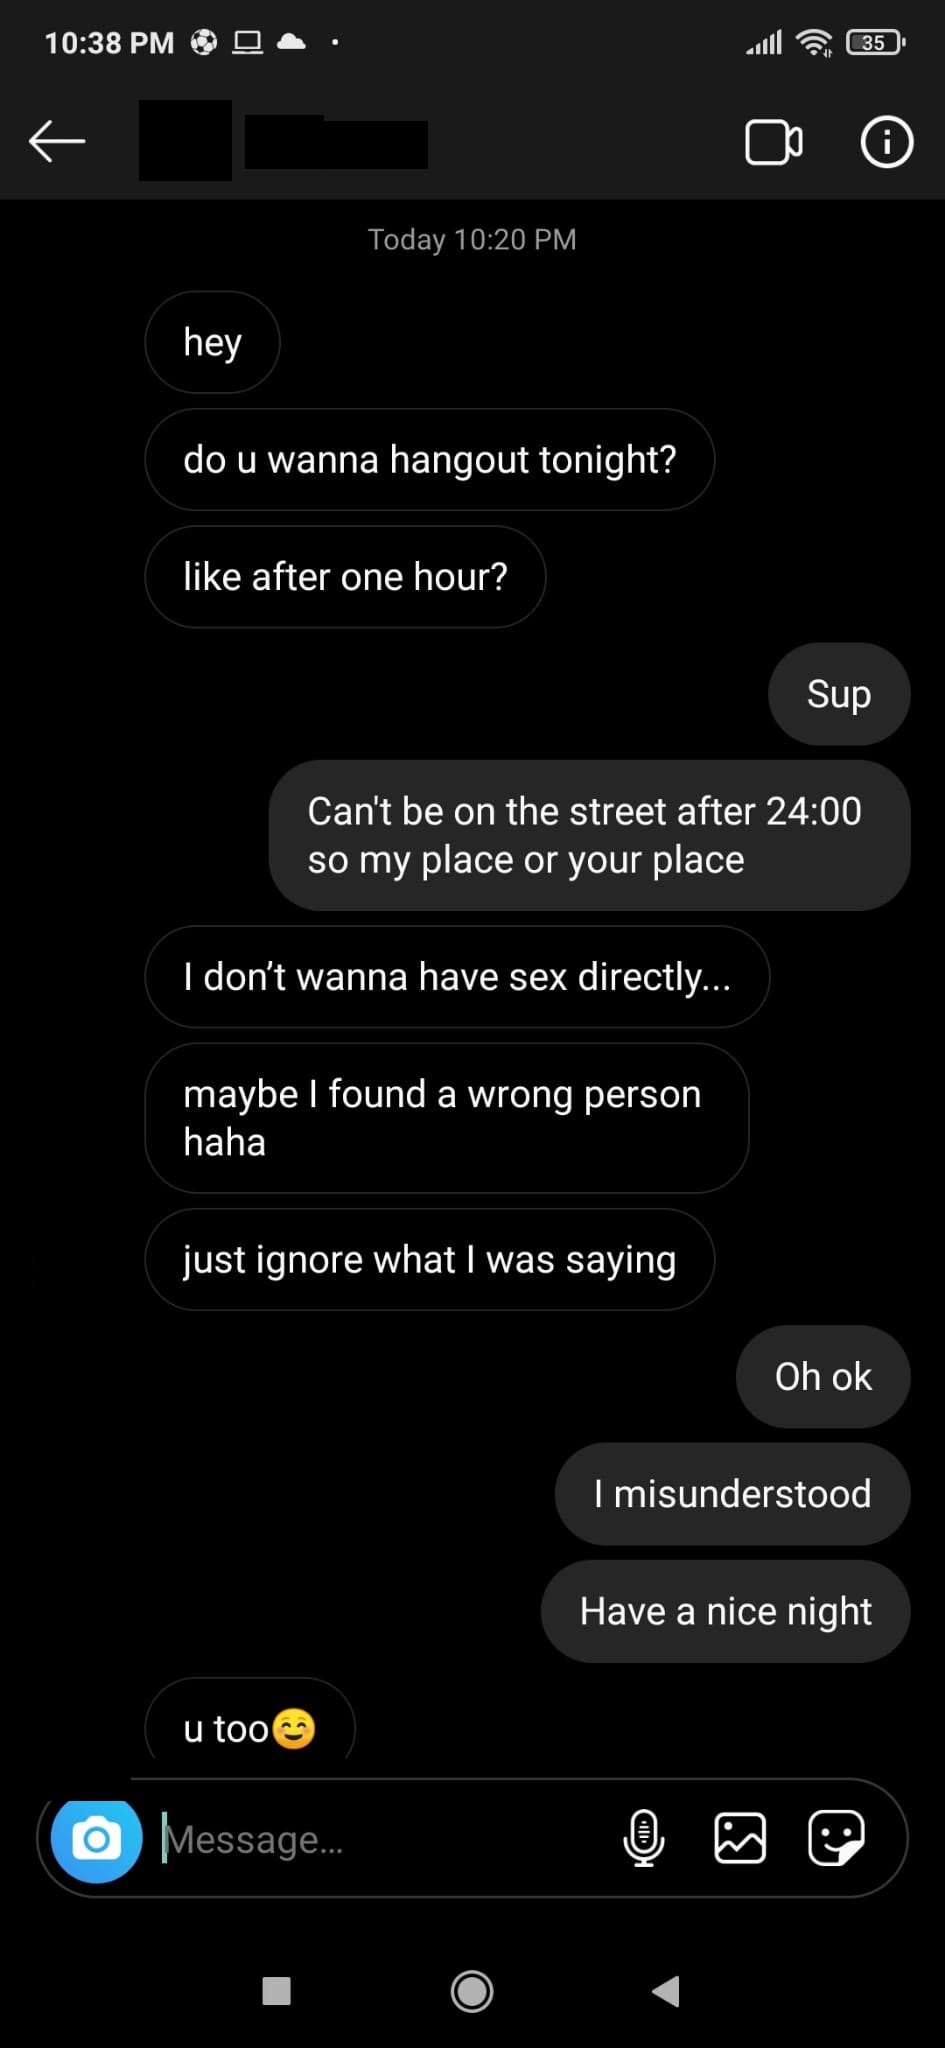 10:38 PM
35
Today 10:20 PM
hey
do u wanna hangout tonight?
like after one hour?
Sup
Can't be on the street after 24:00
so my place or your place
I don’t wanna have sex directly...
maybe I found a wrong person
haha
just ignore what I was saying
Oh ok
I misunderstood
Have a nice night
u too😊
Message...